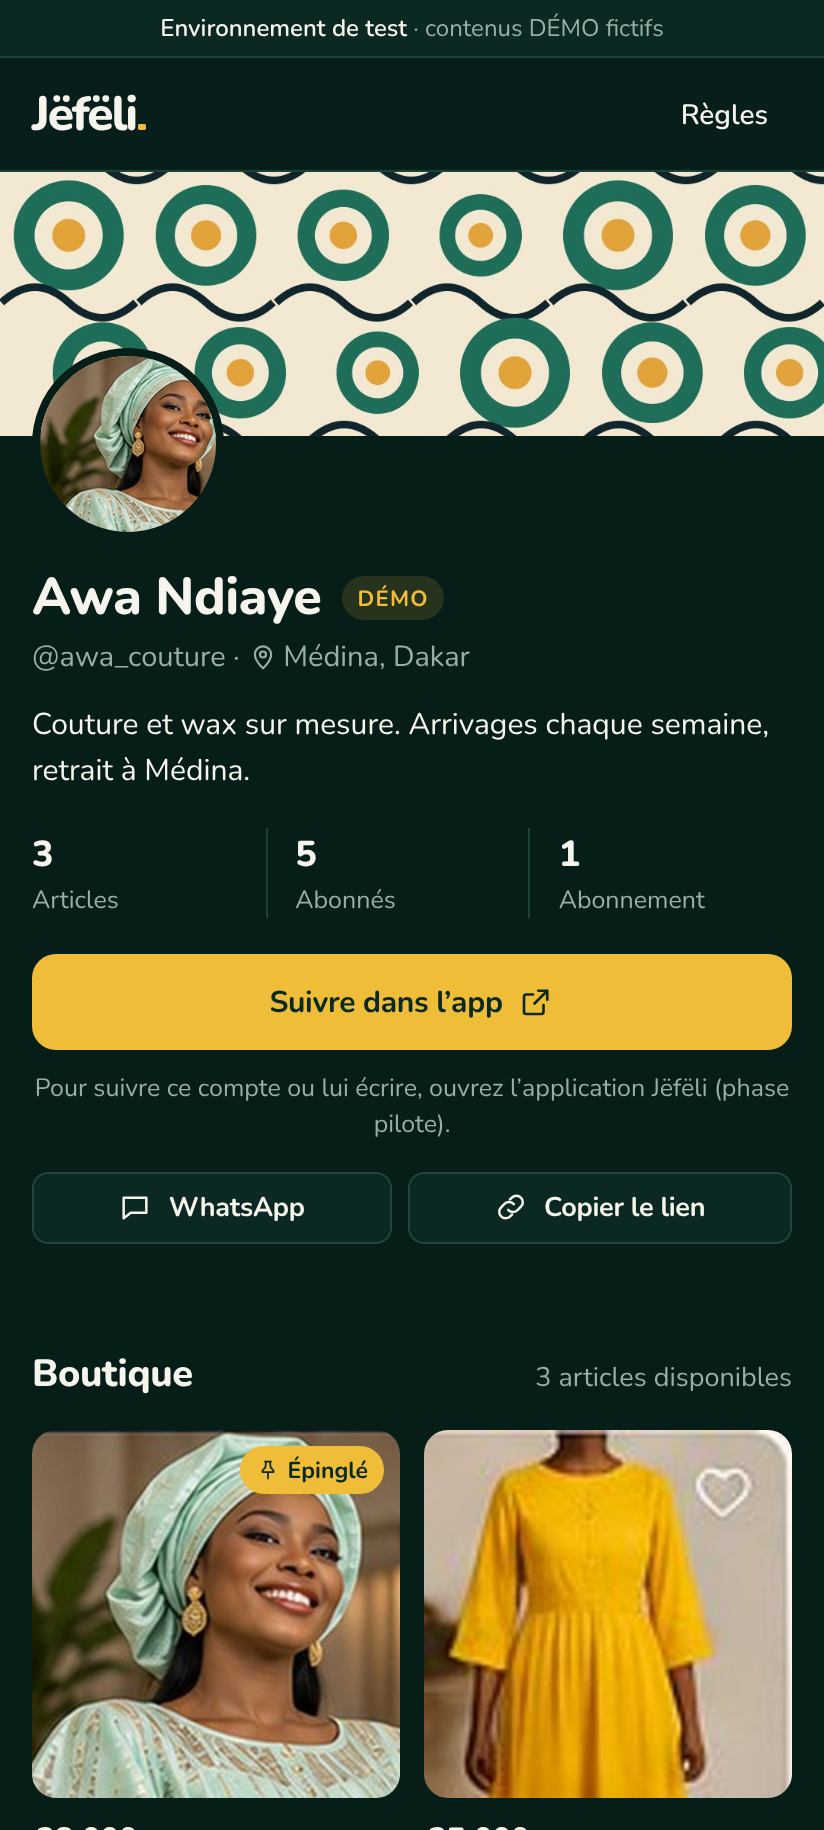 Environnement de test · contenus DÉMO fictifs
Jëfëli.
Règles
Awa Ndiaye DÉMO
@awa_couture · Médina, Dakar
Couture et wax sur mesure. Arrivages chaque semaine,
retrait à Médina.
3
Articles
5
Abonnés
1
Abonnement
Suivre dans l’app
Pour suivre ce compte ou lui écrire, ouvrez l’application Jëfëli (phase
pilote).
WhatsApp
Copier le lien
Boutique
3 articles disponibles
Épinglé